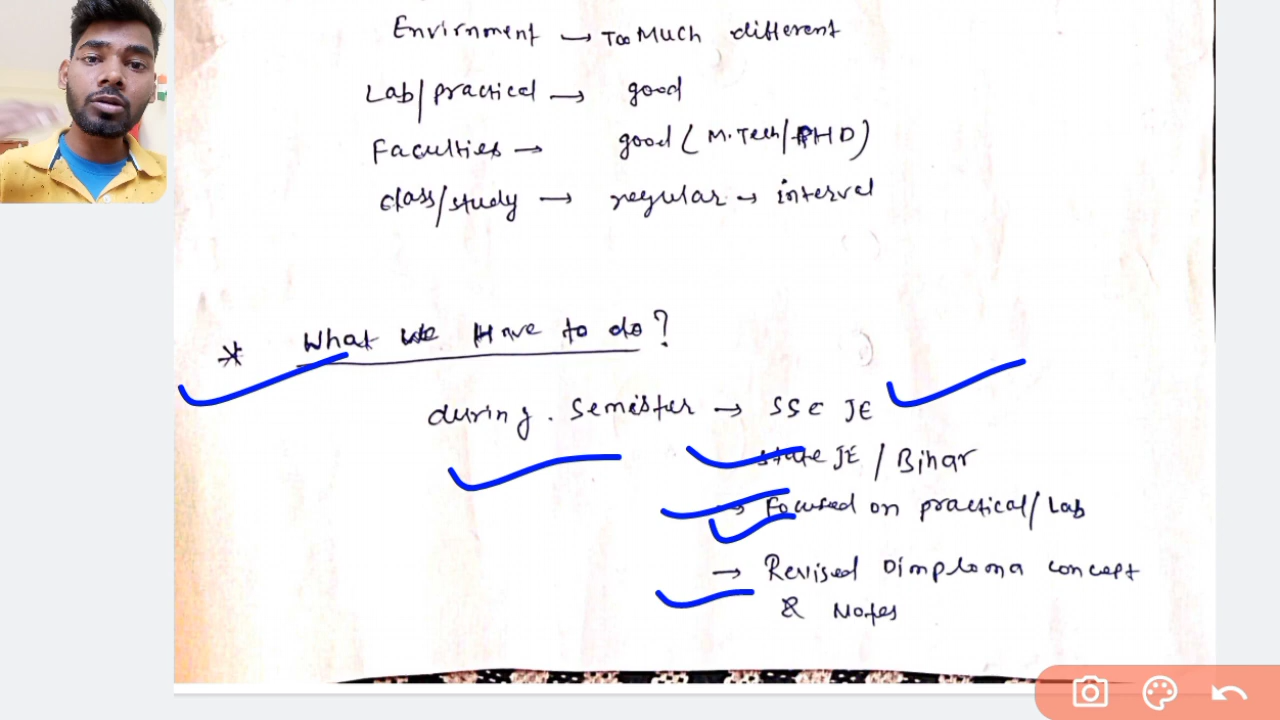 Envirnment → Too Much different
Lab/practical → good
Faculties → good (M.Tech/PHD)
class/study → regular → interval
* What We Have to do?
during. semester → SSC JE
state JE / Bihar
→ Focused on practical/Lab
→ Revised Dimploma concept
& Notes